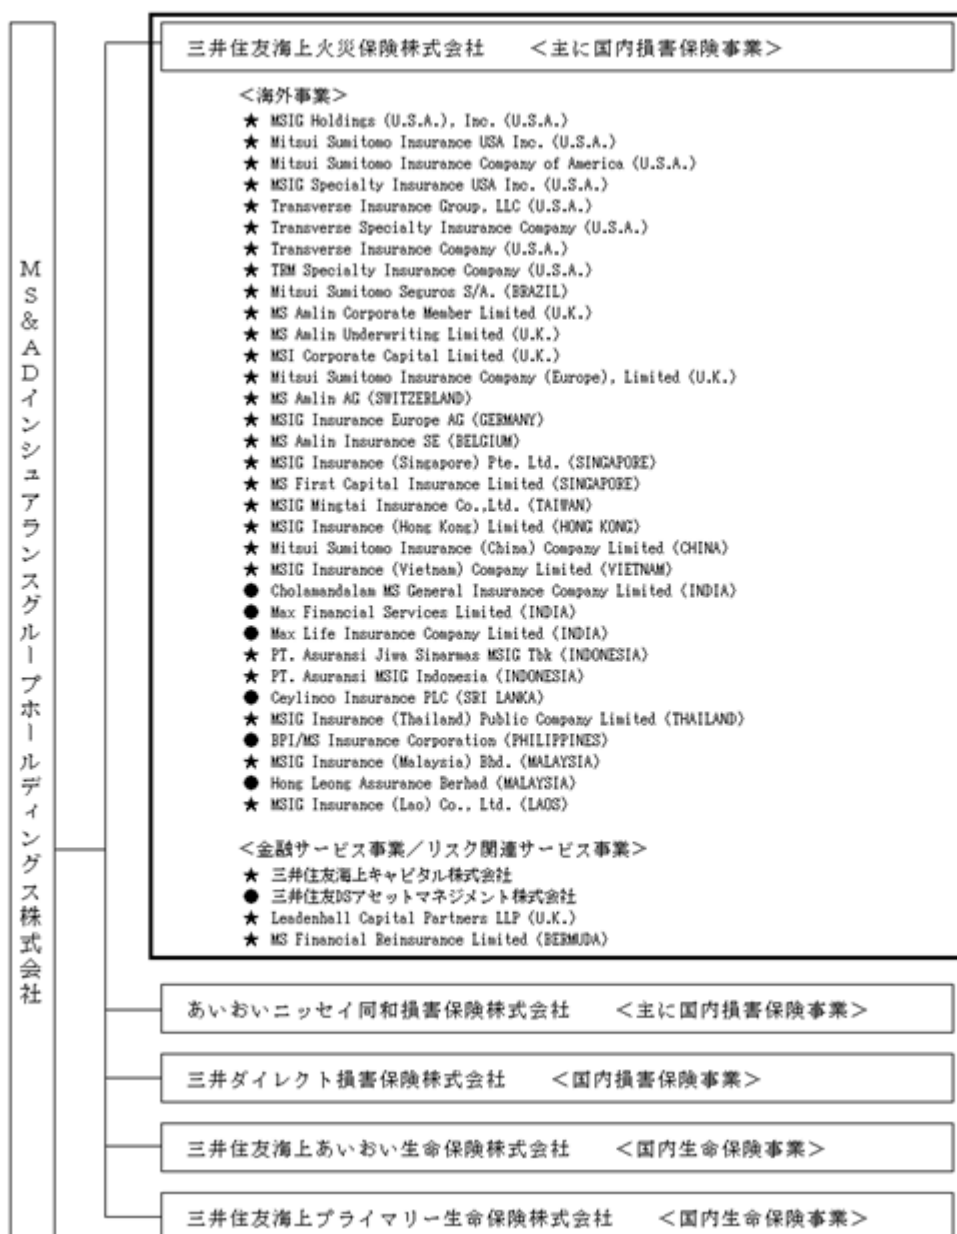 MS&ADインシュアランスグループホールディングス株式会社
三井住友海上火災保険株式会社 ＜主に国内損害保険事業＞
＜海外事業＞
★ MSIG Holdings (U.S.A.), Inc. (U.S.A.)
★ Mitsui Sumitomo Insurance USA Inc. (U.S.A.)
★ Mitsui Sumitomo Insurance Company of America (U.S.A.)
★ MSIG Specialty Insurance USA Inc. (U.S.A.)
★ Transverse Insurance Group, LLC (U.S.A.)
★ Transverse Specialty Insurance Company (U.S.A.)
★ Transverse Insurance Company (U.S.A.)
★ TRM Specialty Insurance Company (U.S.A.)
★ Mitsui Sumitomo Seguros S/A. (BRAZIL)
★ MS Amlin Corporate Member Limited (U.K.)
★ MS Amlin Underwriting Limited (U.K.)
★ MSI Corporate Capital Limited (U.K.)
★ Mitsui Sumitomo Insurance Company (Europe), Limited (U.K.)
★ MS Amlin AG (SWITZERLAND)
★ MSIG Insurance Europe AG (GERMANY)
★ MS Amlin Insurance SE (BELGIUM)
★ MSIG Insurance (Singapore) Pte. Ltd. (SINGAPORE)
★ MS First Capital Insurance Limited (SINGAPORE)
★ MSIG Mingtai Insurance Co.,Ltd. (TAIWAN)
★ MSIG Insurance (Hong Kong) Limited (HONG KONG)
★ Mitsui Sumitomo Insurance (China) Company Limited (CHINA)
★ MSIG Insurance (Vietnam) Company Limited (VIETNAM)
● Cholamandalam MS General Insurance Company Limited (INDIA)
● Max Financial Services Limited (INDIA)
● Max Life Insurance Company Limited (INDIA)
★ PT. Asuransi Jiwa Sinarmas MSIG Tbk (INDONESIA)
★ PT. Asuransi MSIG Indonesia (INDONESIA)
● Ceylinco Insurance PLC (SRI LANKA)
★ MSIG Insurance (Thailand) Public Company Limited (THAILAND)
● BPI/MS Insurance Corporation (PHILIPPINES)
★ MSIG Insurance (Malaysia) Bhd. (MALAYSIA)
● Hong Leong Assurance Berhad (MALAYSIA)
★ MSIG Insurance (Lao) Co., Ltd. (LAOS)
＜金融サービス事業／リスク関連サービス事業＞
★ 三井住友海上キャピタル株式会社
● 三井住友DSアセットマネジメント株式会社
★ Leadenhall Capital Partners LLP (U.K.)
★ MS Financial Reinsurance Limited (BERMUDA)
あいおいニッセイ同和損害保険株式会社 ＜主に国内損害保険事業＞
三井ダイレクト損害保険株式会社 ＜国内損害保険事業＞
三井住友海上あいおい生命保険株式会社 ＜国内生命保険事業＞
三井住友海上プライマリー生命保険株式会社 ＜国内生命保険事業＞